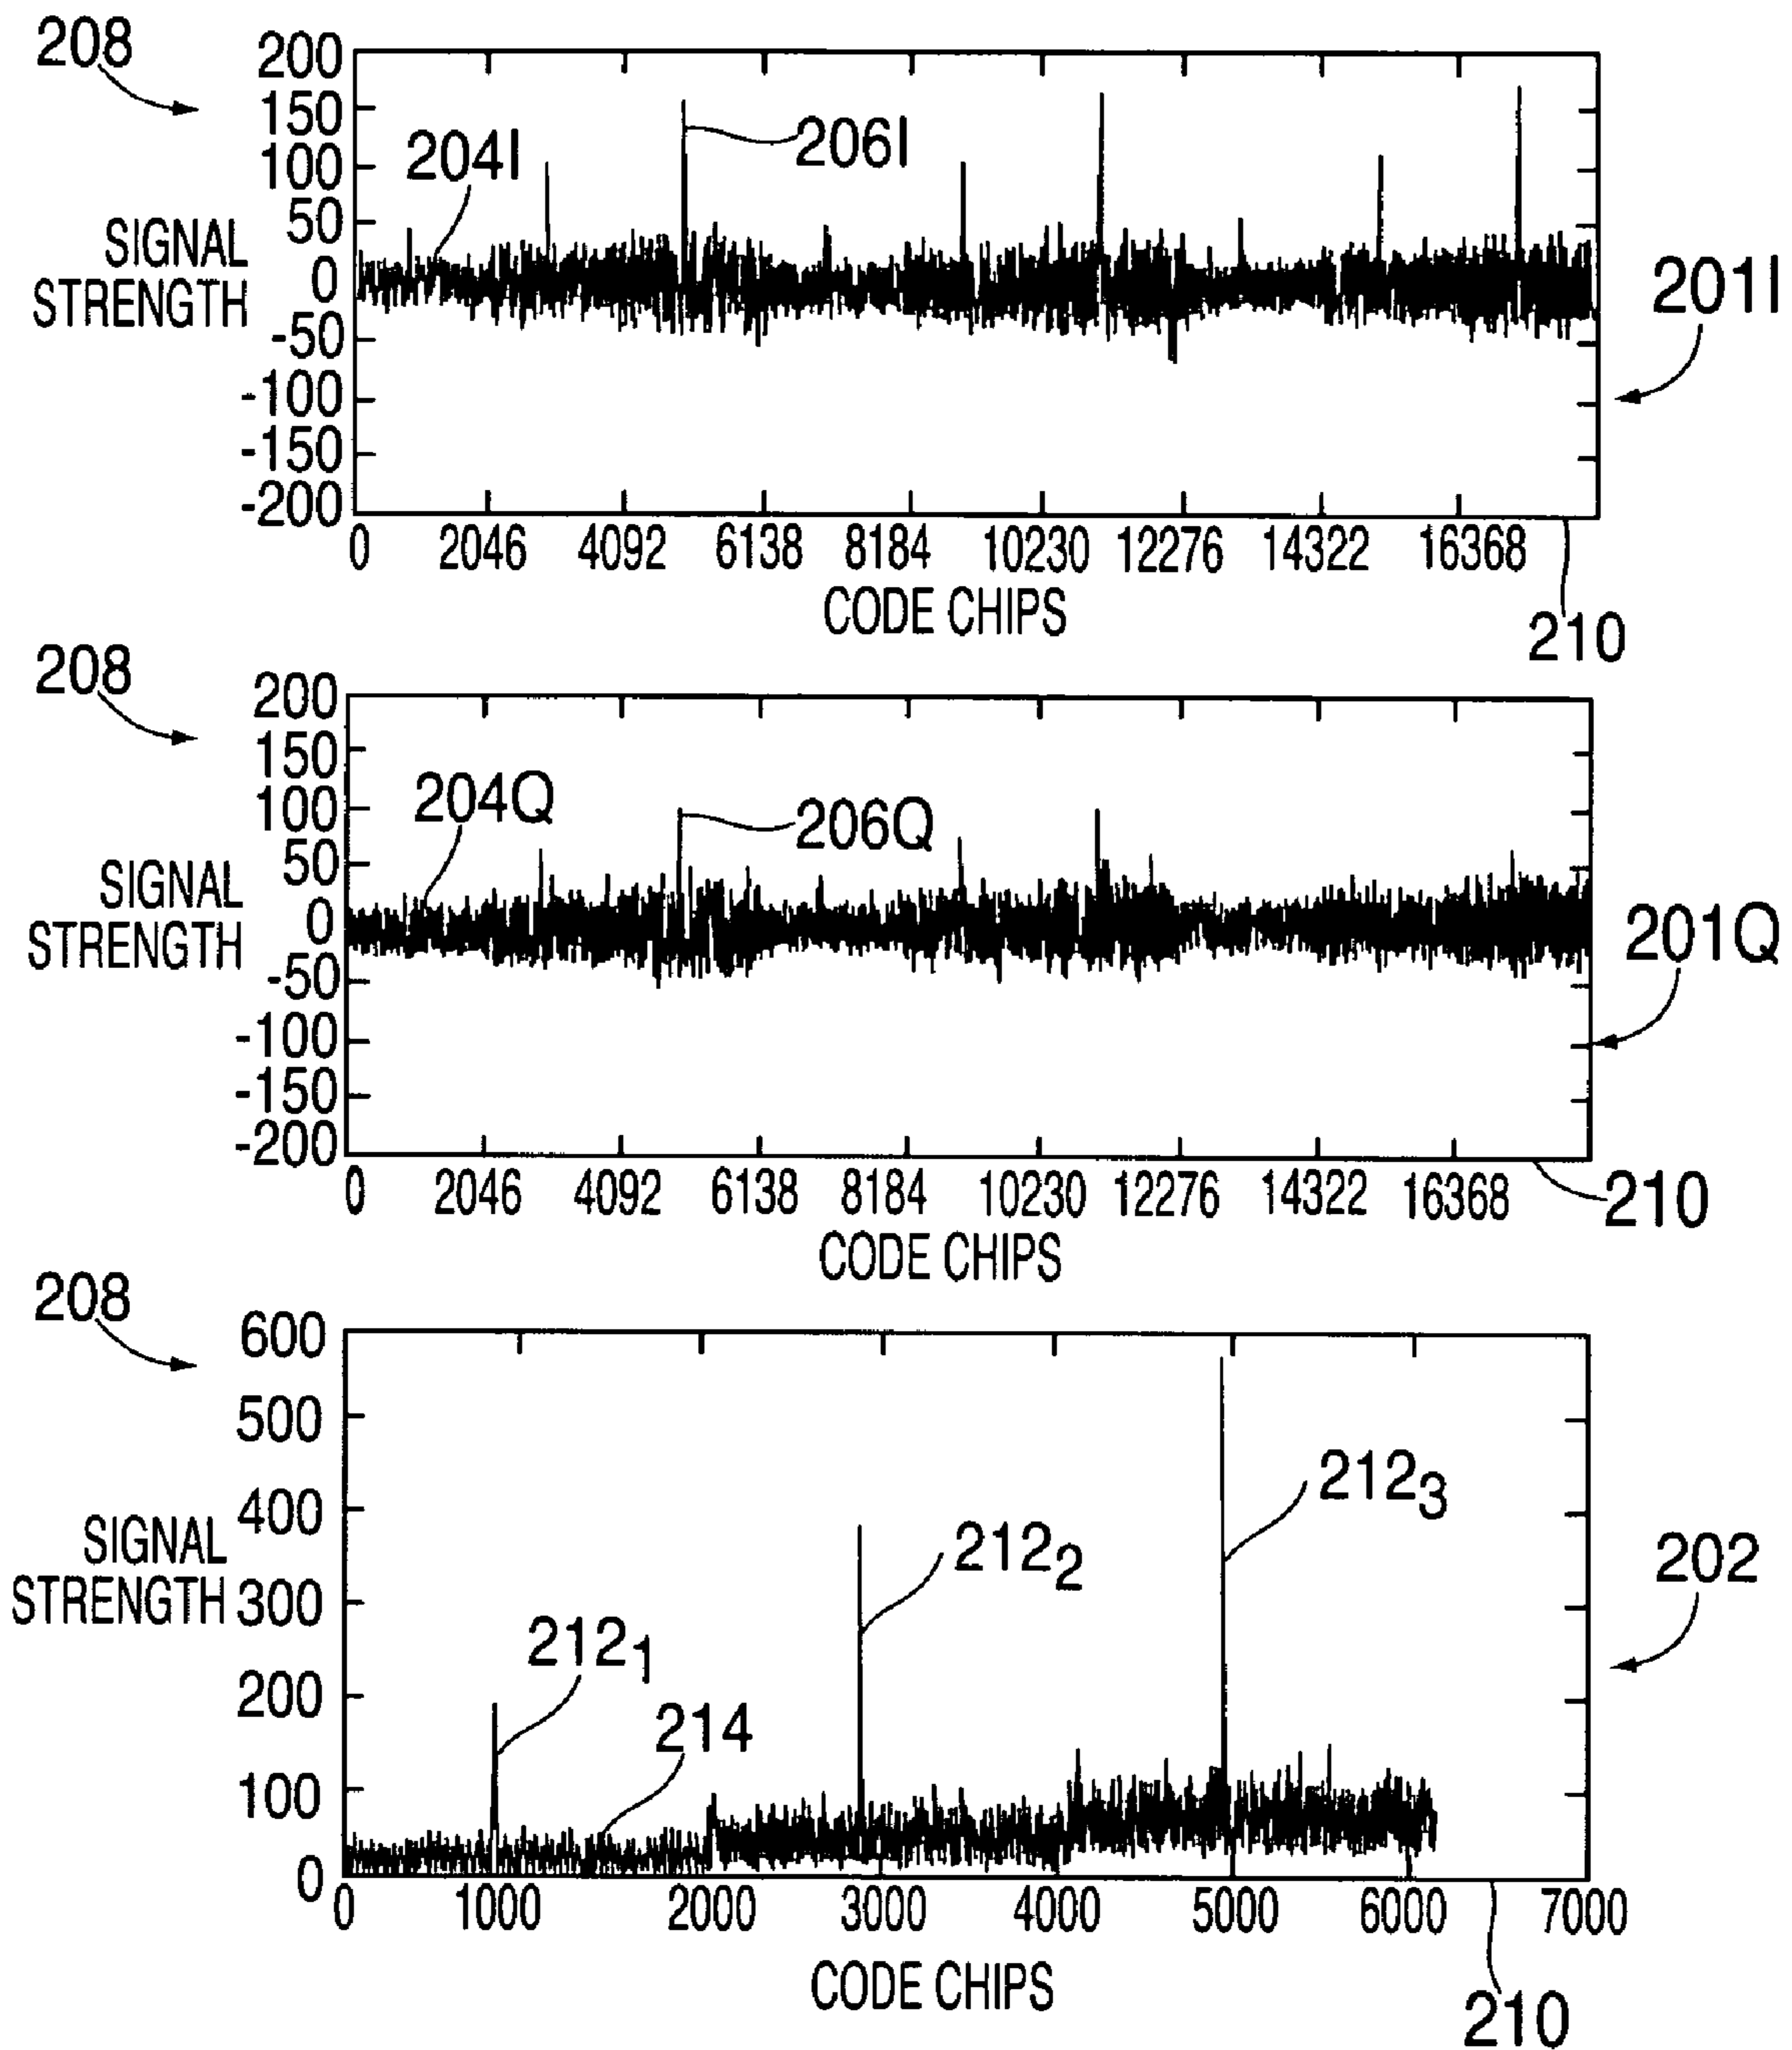 208
200
150
100
50
0
-50
-100
-150
-200
SIGNAL
STRENGTH
204I
206I
201I
0 2046 4092 6138 8184 10230 12276 14322 16368
CODE CHIPS
210
208
200
150
100
50
0
-50
-100
-150
-200
SIGNAL
STRENGTH
204Q
206Q
201Q
0 2046 4092 6138 8184 10230 12276 14322 16368
CODE CHIPS
210
208
600
500
400
300
200
100
0
SIGNAL
STRENGTH
212₁
214
212₂
212₃
202
0 1000 2000 3000 4000 5000 6000 7000
CODE CHIPS
210